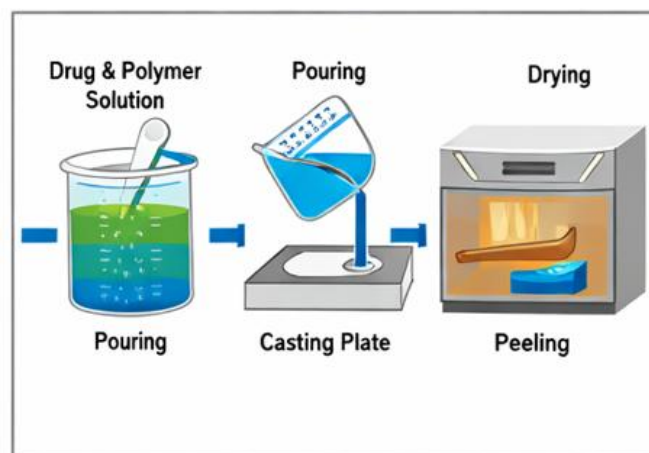 Drug & Polymer
Solution
Pouring
Drying
Pouring
Casting Plate
Peeling